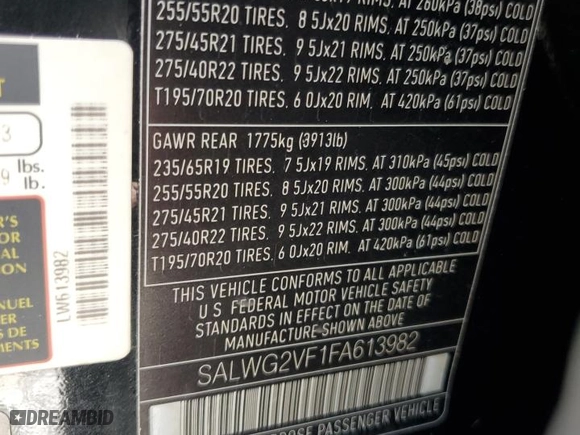 255/55R20 TIRES. 8 5Jx20 RIMS, AT 250kPa (37psi) COLD
275/45R21 TIRES. 9 5Jx21 RIMS, AT 250kPa (37psi) COLD
275/40R22 TIRES. 9 5Jx22 RIMS, AT 250kPa (37psi) COLD
T195/70R20 TIRES. 6 0Jx20 RIM. AT 420kPa (61psi) COLD
GAWR REAR 1775kg (3913lb)
235/65R19 TIRES. 7 5Jx19 RIMS, AT 310kPa (45psi) COLD
255/55R20 TIRES. 8 5Jx20 RIMS, AT 300kPa (44psi) COLD
275/45R21 TIRES. 9 5Jx21 RIMS, AT 300kPa (44psi) COLD
275/40R22 TIRES. 9 5Jx22 RIMS, AT 300kPa (44psi) COLD
T195/70R20 TIRES. 6 0Jx20 RIM. AT 420kPa (61psi) COLD
THIS VEHICLE CONFORMS TO ALL APPLICABLE
U S FEDERAL MOTOR VEHICLE SAFETY
STANDARDS IN EFFECT ON THE DATE OF
MANUFACTURE SHOWN ABOVE.
SALWG2VF1FA613982
PASSENGER VEHICLE
3
9 lbs.
lb.
LW613982
DREAMBID